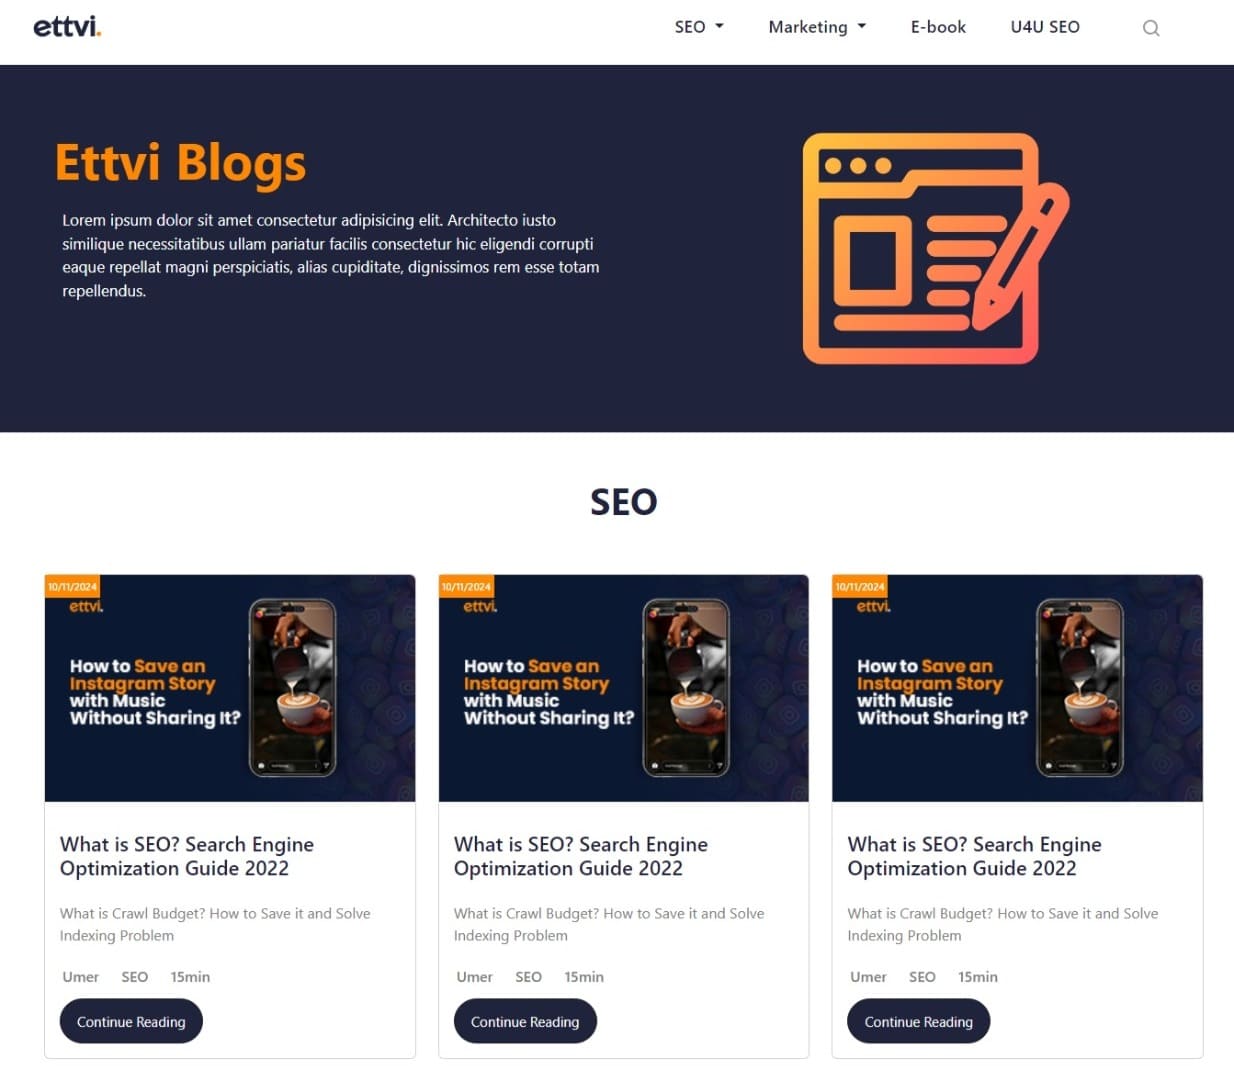 ettvi.
SEO
Marketing
E-book
U4U SEO
Ettvi Blogs
Lorem ipsum dolor sit amet consectetur adipisicing elit. Architecto iusto
similique necessitatibus ullam pariatur facilis consectetur hic eligendi corrupti
eaque repellat magni perspiciatis, alias cupiditate, dignissimos rem esse totam
repellendus.
SEO
10/11/2024
ettvi.
How to Save an
Instagram Story
with Music
Without Sharing It?
What is SEO? Search Engine
Optimization Guide 2022
What is Crawl Budget? How to Save it and Solve
Indexing Problem
Umer SEO 15min
Continue Reading
10/11/2024
ettvi.
How to Save an
Instagram Story
with Music
Without Sharing It?
What is SEO? Search Engine
Optimization Guide 2022
What is Crawl Budget? How to Save it and Solve
Indexing Problem
Umer SEO 15min
Continue Reading
10/11/2024
ettvi.
How to Save an
Instagram Story
with Music
Without Sharing It?
What is SEO? Search Engine
Optimization Guide 2022
What is Crawl Budget? How to Save it and Solve
Indexing Problem
Umer SEO 15min
Continue Reading